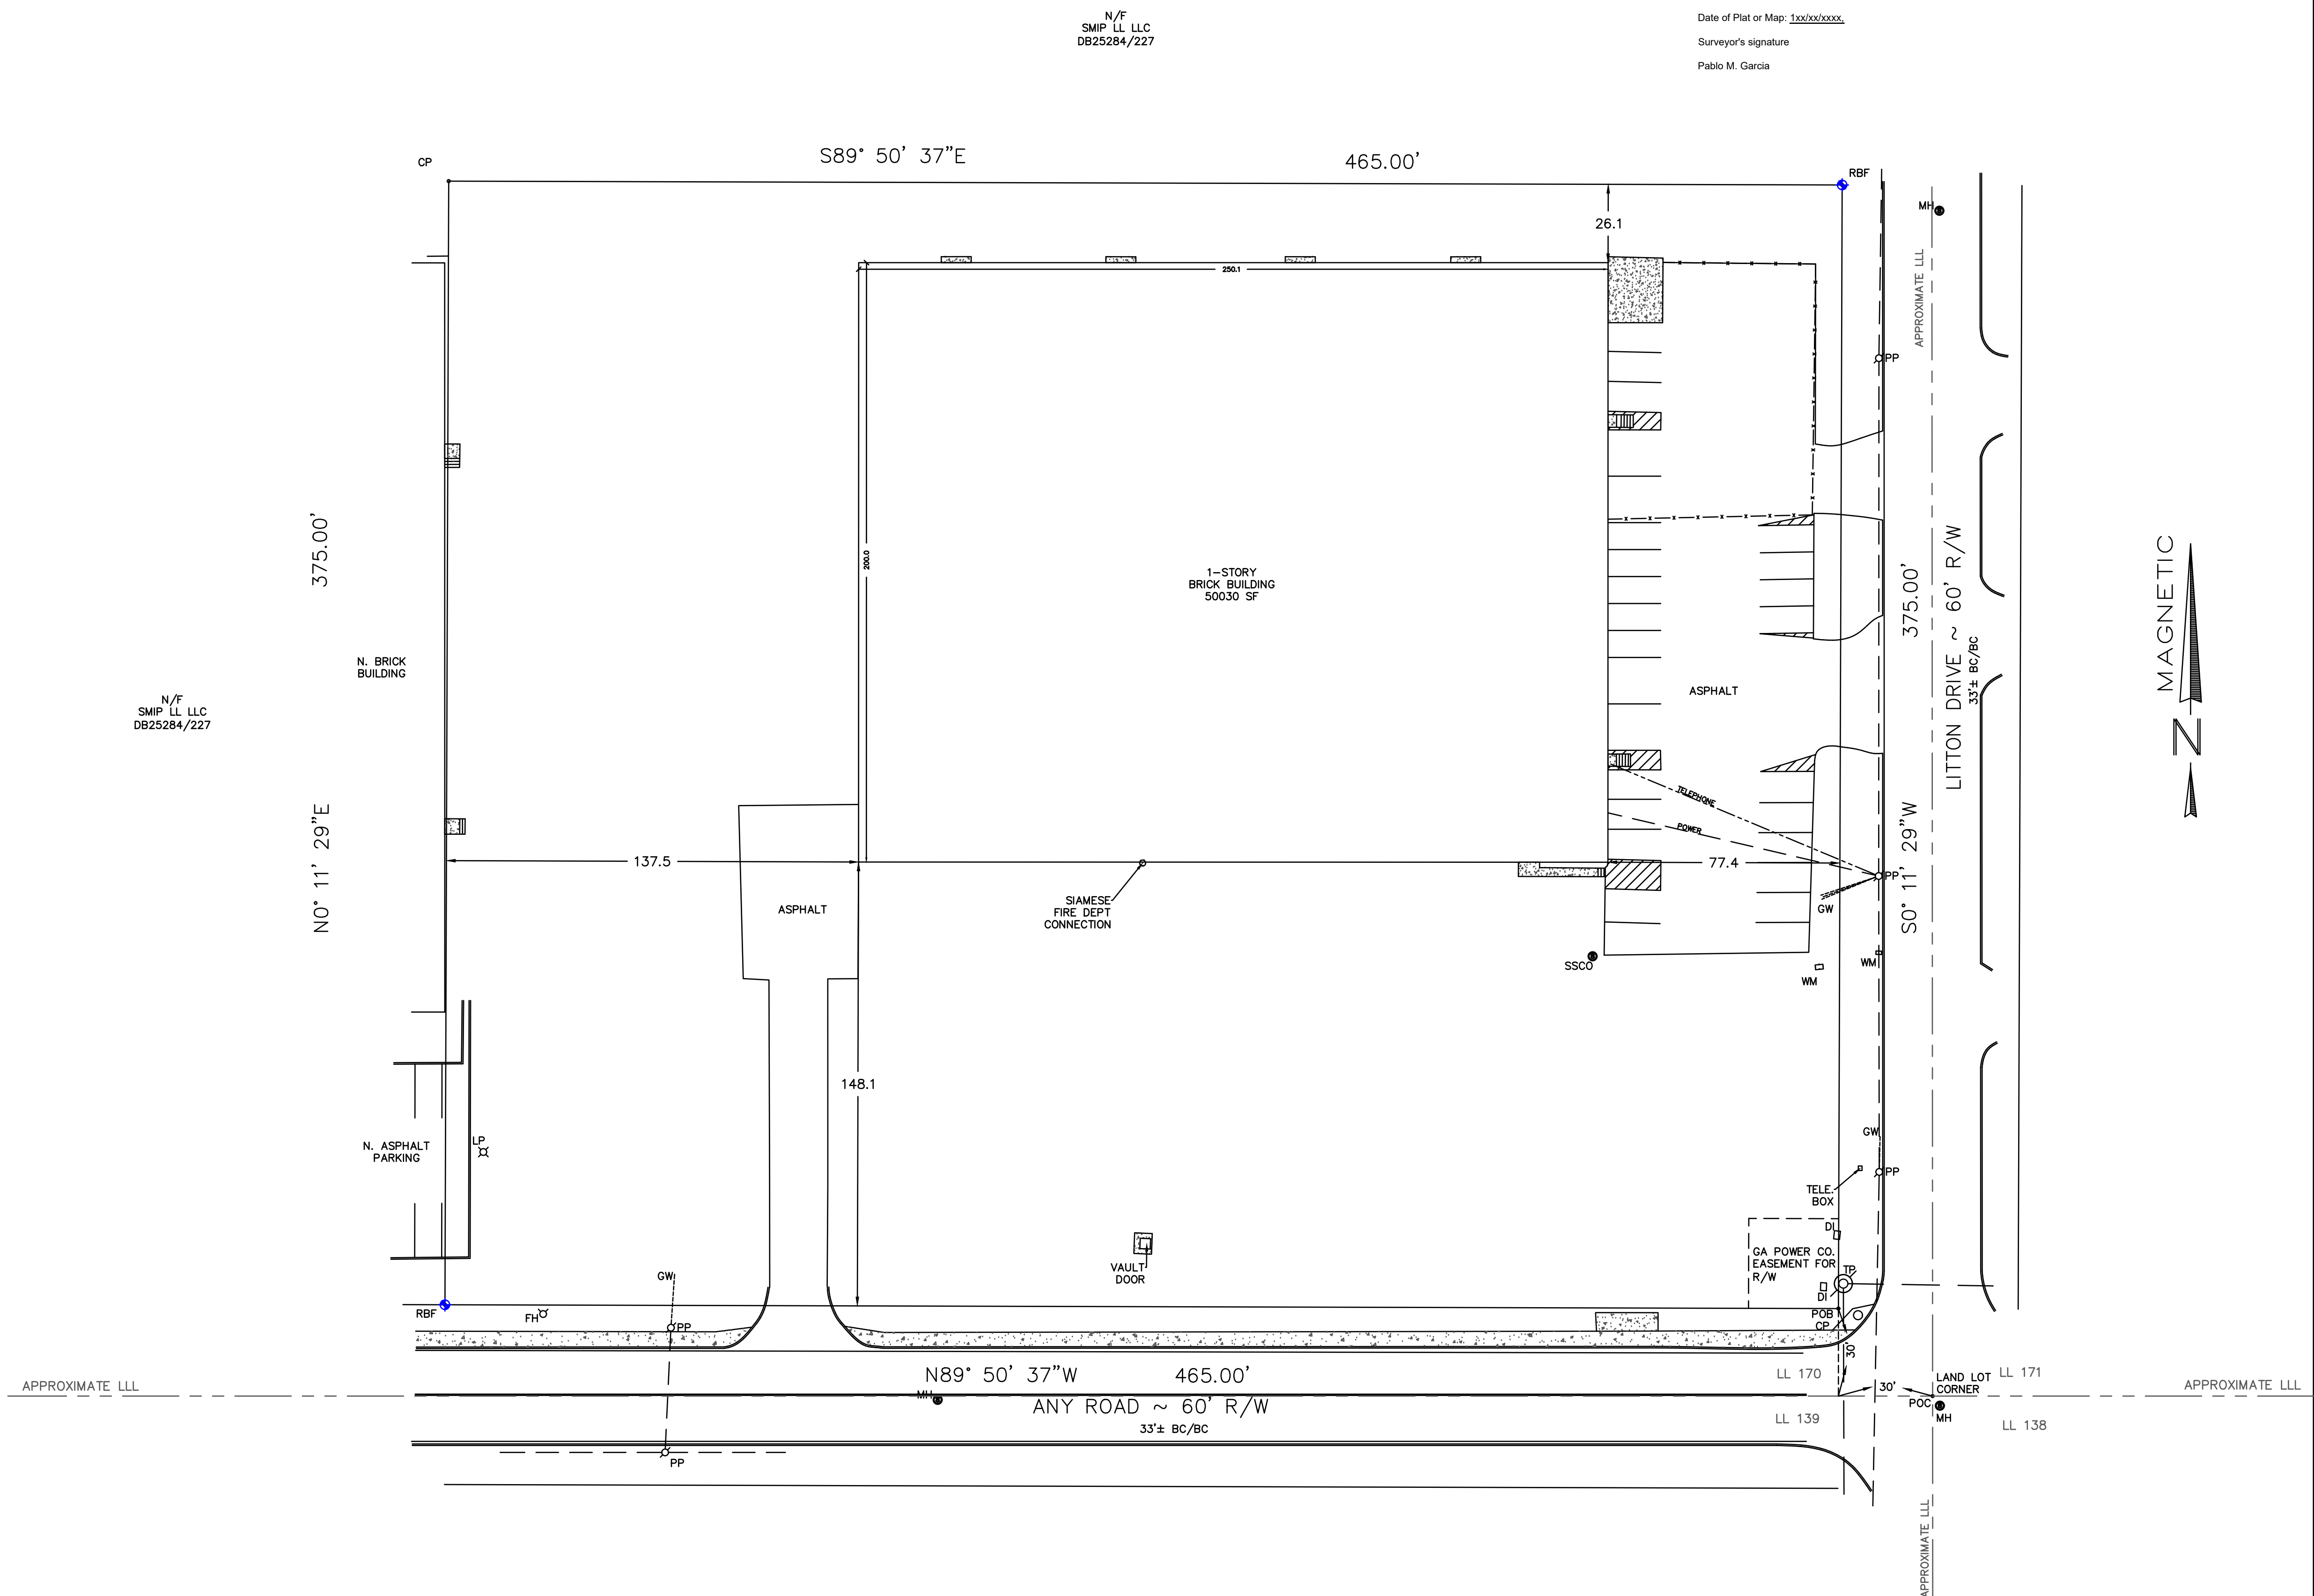 N/F
SMIP LL LLC
DB25284/227
Date of Plat or Map: 1xx/xx/xxxx,
Surveyor's signature
Pablo M. Garcia
CP
S89° 50' 37"E
465.00'
RBF
MH
26.1
250.1
APPROXIMATE LLL
PP
375.00'
200.0
1-STORY
BRICK BUILDING
50030 SF
N. BRICK
BUILDING
N/F
SMIP LL LLC
DB25284/227
ASPHALT
375.00'
LITTON DRIVE ~ 60' R/W
33'± BC/BC
MAGNETIC
N
N0° 11' 29"E
TELEPHONE
POWER
S0° 11' 29"W
137.5
77.4
PP
SIAMESE
FIRE DEPT
CONNECTION
ASPHALT
GW
SSCO
WM
WM
148.1
N. ASPHALT
PARKING
LP
GW
PP
TELE.
BOX
DI
GA POWER CO.
EASEMENT FOR
R/W
TP
DI
VAULT
DOOR
GW
RBF
FH
PP
POB
CP
30'
N89° 50' 37"W
465.00'
LL 170
LAND LOT
CORNER
LL 171
APPROXIMATE LLL
30'
APPROXIMATE LLL
MH
ANY ROAD ~ 60' R/W
POC
MH
33'± BC/BC
LL 139
LL 138
PP
APPROXIMATE LLL